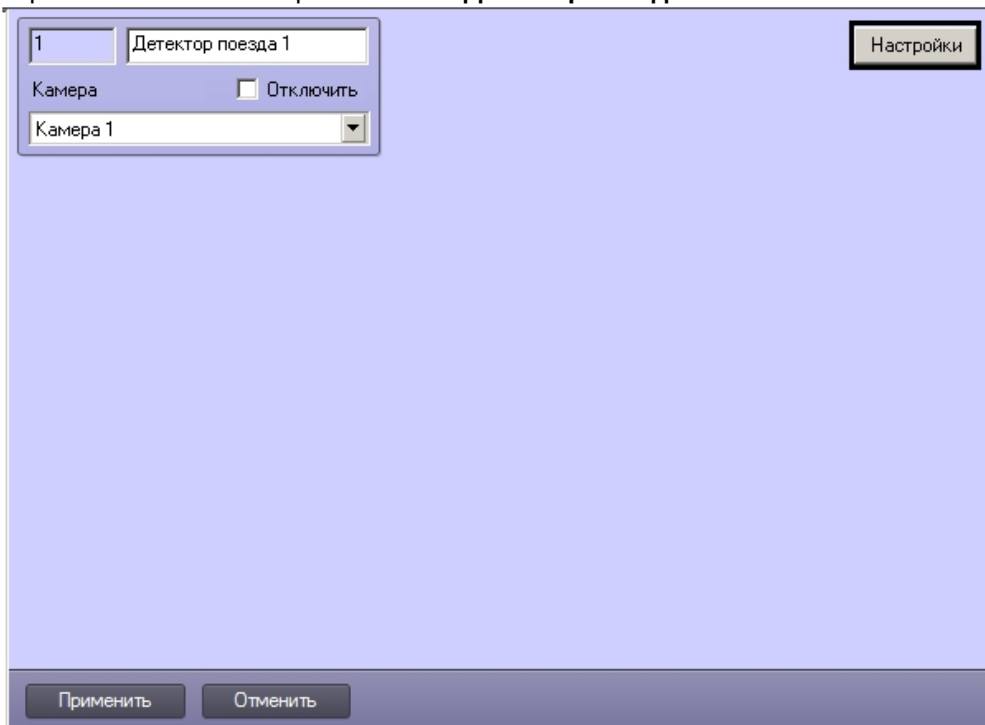 1 Детектор поезда 1
Настройки
Камера Отключить
Камера 1
Применить Отменить